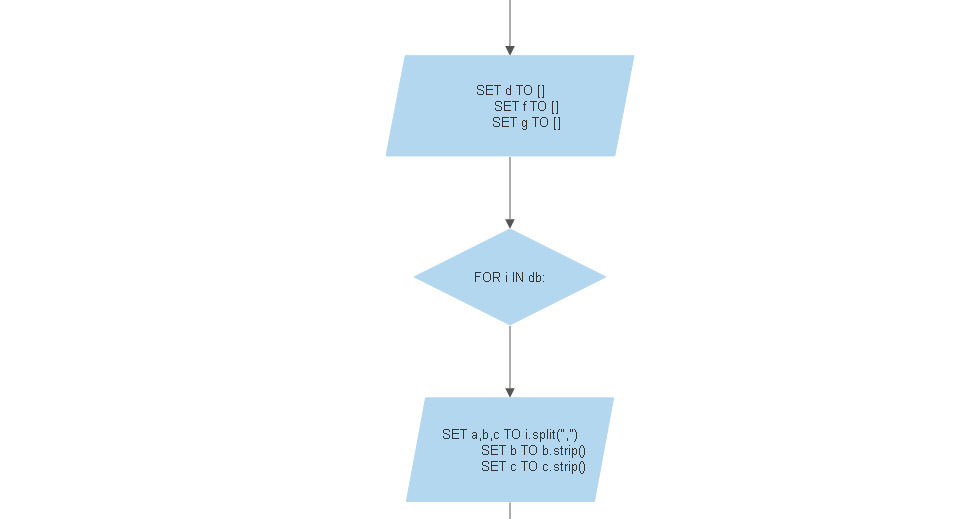 SET d TO []
SET f TO []
SET g TO []
FOR i IN db:
SET a,b,c TO i.split(",")
SET b TO b.strip()
SET c TO c.strip()